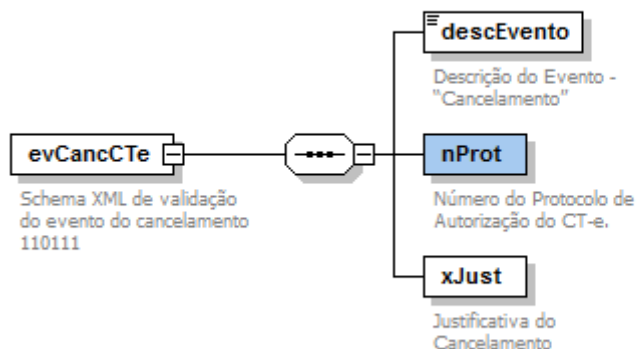 descEvento
Descrição do Evento -
"Cancelamento"
evCancCTe
Schema XML de validação
do evento do cancelamento
110111
nProt
Número do Protocolo de
Autorização do CT-e.
xJust
Justificativa do
Cancelamento